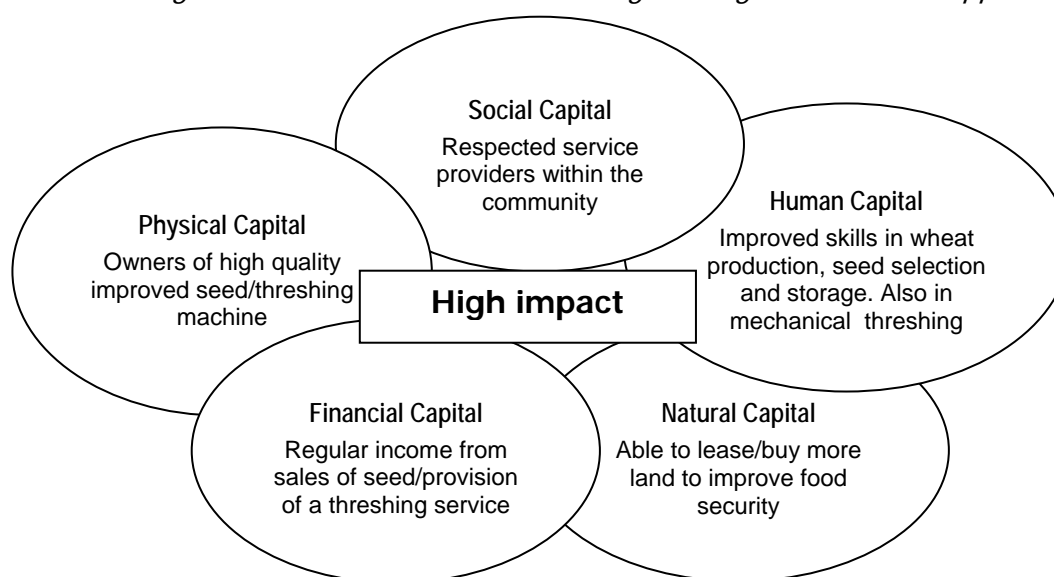 Social Capital
Respected service
providers within the
community
Physical Capital
Owners of high quality
improved seed/threshing
machine
Human Capital
Improved skills in wheat
production, seed selection
and storage. Also in
mechanical threshing
High impact
Financial Capital
Regular income from
sales of seed/provision
of a threshing service
Natural Capital
Able to lease/buy more
land to improve food
security